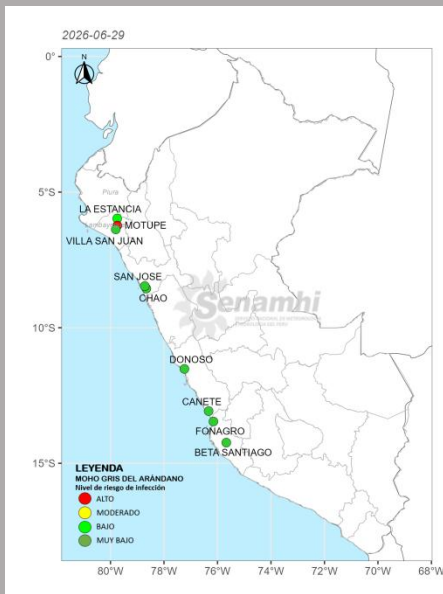 2026-06-29
N
0°
5°S
10°S
15°S
Piura
LA ESTANCIA
MOTUPE
VILLA SAN JUAN
SAN JOSE
CHAO
Senamhi
DONOSO
CANETE
FONAGRO
BETA SANTIAGO
LEYENDA
MOHO GRIS DEL ARÁNDANO
Nivel de riesgo de infección
ALTO
MODERADO
BAJO
MUY BAJO
80°W 78°W 76°W 74°W 72°W 70°W 68°W